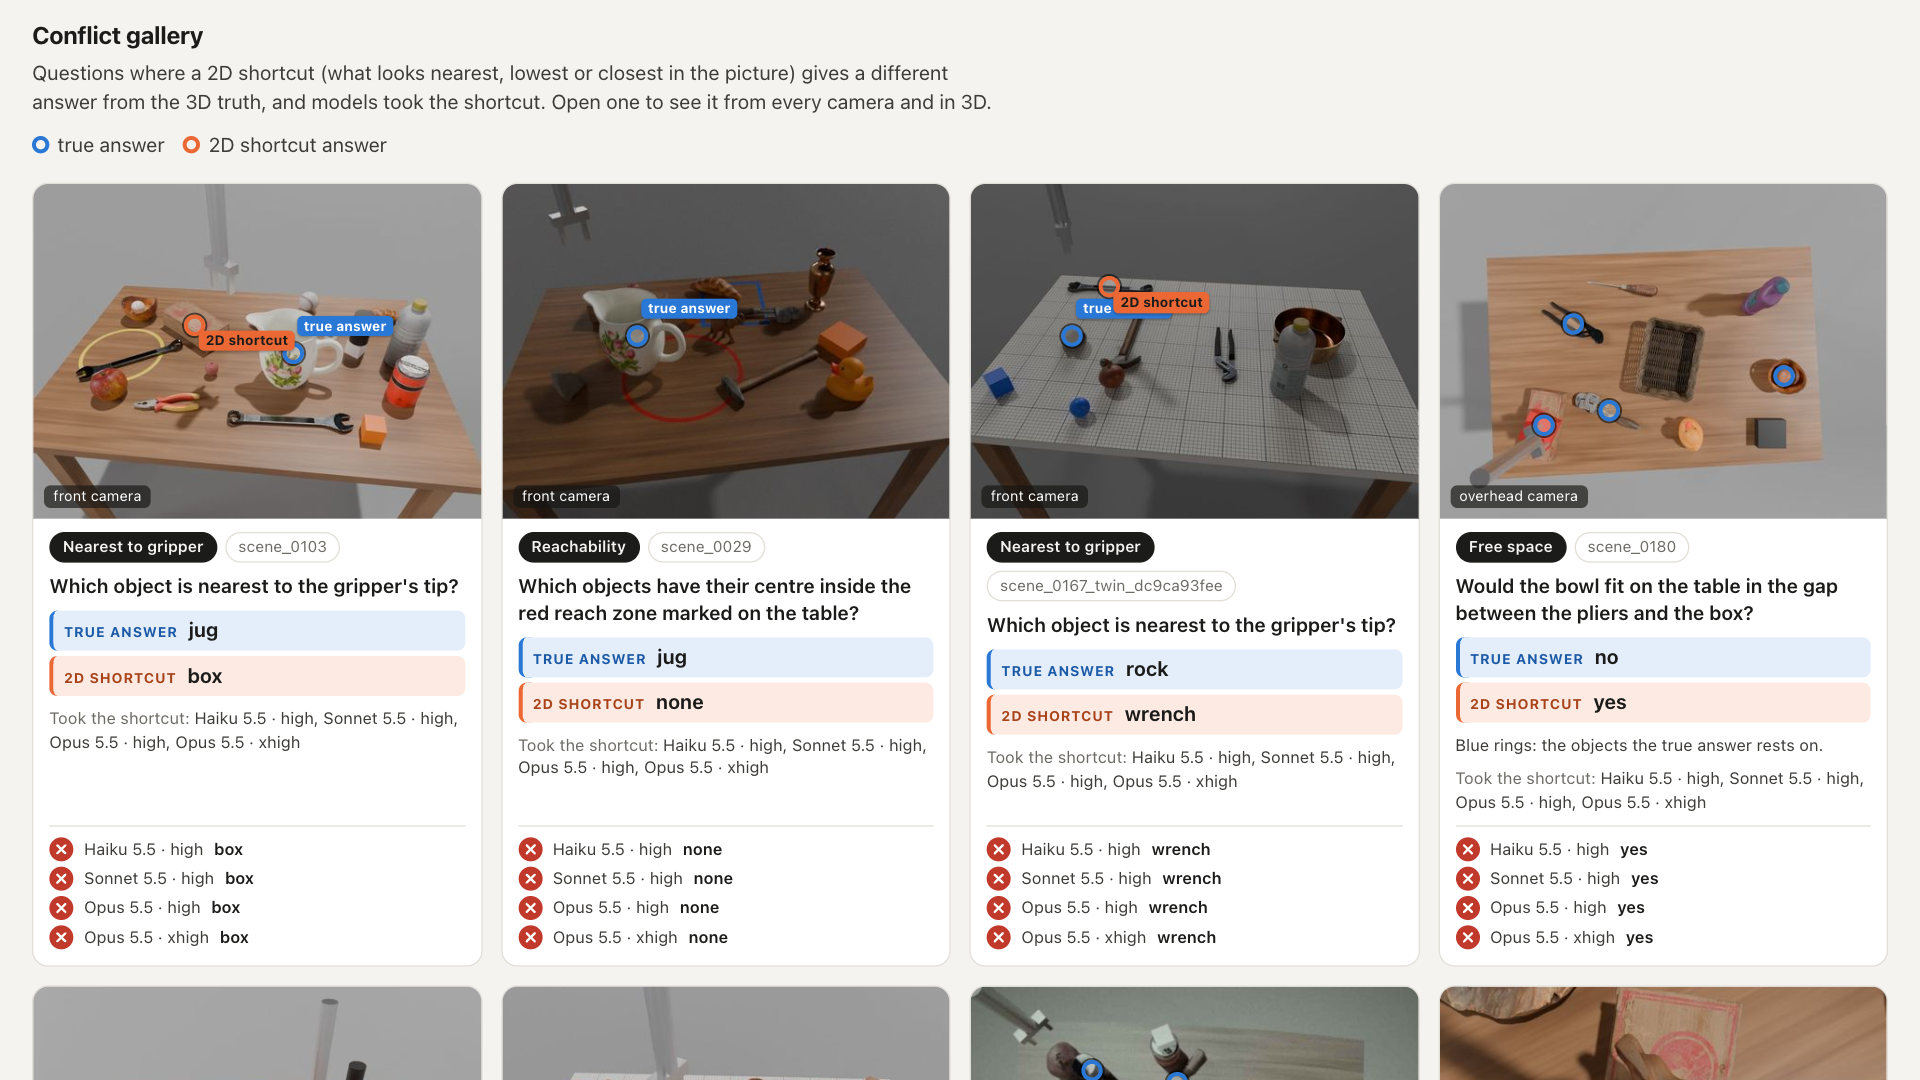 Conflict gallery
Questions where a 2D shortcut (what looks nearest, lowest or closest in the picture) gives a different
answer from the 3D truth, and models took the shortcut. Open one to see it from every camera and in 3D.
true answer 2D shortcut answer
true answer
2D shortcut
front camera
Nearest to gripper scene_0103
Which object is nearest to the gripper's tip?
TRUE ANSWER jug
2D SHORTCUT box
Took the shortcut: Haiku 5.5 · high, Sonnet 5.5 · high,
Opus 5.5 · high, Opus 5.5 · xhigh
Haiku 5.5 · high box
Sonnet 5.5 · high box
Opus 5.5 · high box
Opus 5.5 · xhigh box
true answer
front camera
Reachability scene_0029
Which objects have their centre inside the
red reach zone marked on the table?
TRUE ANSWER jug
2D SHORTCUT none
Took the shortcut: Haiku 5.5 · high, Sonnet 5.5 · high,
Opus 5.5 · high, Opus 5.5 · xhigh
Haiku 5.5 · high none
Sonnet 5.5 · high none
Opus 5.5 · high none
Opus 5.5 · xhigh none
2D shortcut
true
front camera
Nearest to gripper
scene_0167_twin_dc9ca93fee
Which object is nearest to the gripper's tip?
TRUE ANSWER rock
2D SHORTCUT wrench
Took the shortcut: Haiku 5.5 · high, Sonnet 5.5 · high,
Opus 5.5 · high, Opus 5.5 · xhigh
Haiku 5.5 · high wrench
Sonnet 5.5 · high wrench
Opus 5.5 · high wrench
Opus 5.5 · xhigh wrench
overhead camera
Free space scene_0180
Would the bowl fit on the table in the gap
between the pliers and the box?
TRUE ANSWER no
2D SHORTCUT yes
Blue rings: the objects the true answer rests on.
Took the shortcut: Haiku 5.5 · high, Sonnet 5.5 · high,
Opus 5.5 · high, Opus 5.5 · xhigh
Haiku 5.5 · high yes
Sonnet 5.5 · high yes
Opus 5.5 · high yes
Opus 5.5 · xhigh yes